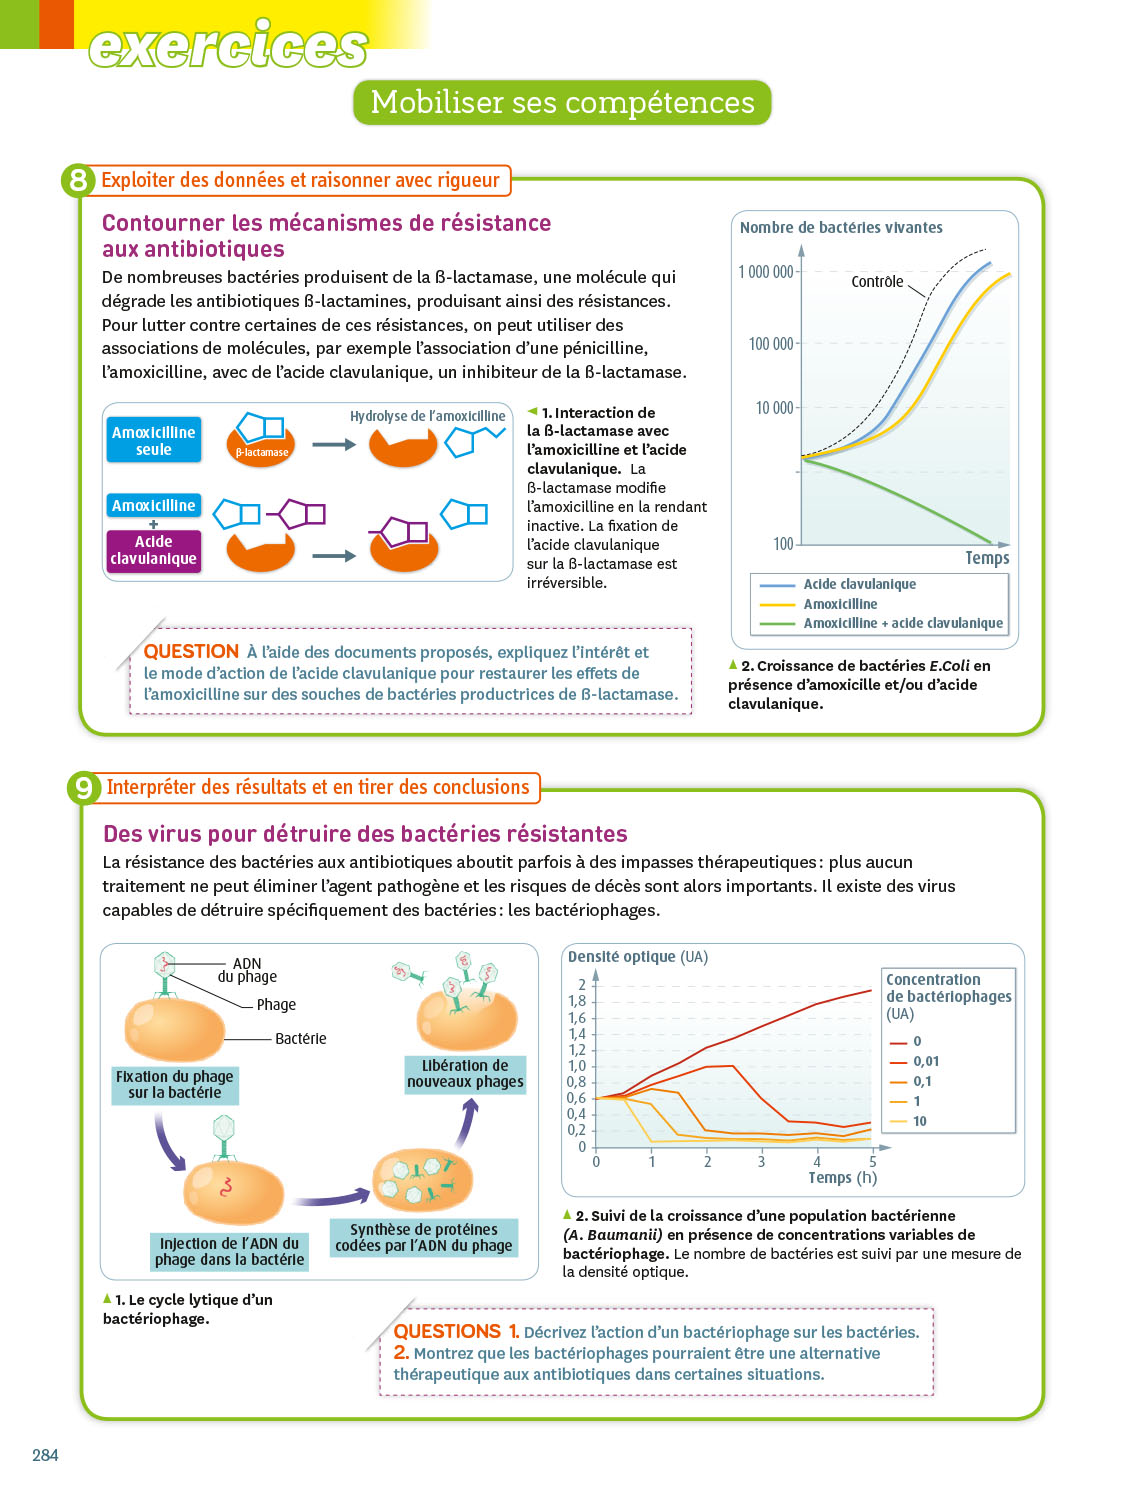 exercices
Mobiliser ses compétences
8 Exploiter des données et raisonner avec rigueur
Contourner les mécanismes de résistance
aux antibiotiques
De nombreuses bactéries produisent de la ß-lactamase, une molécule qui
dégrade les antibiotiques ß-lactamines, produisant ainsi des résistances.
Pour lutter contre certaines de ces résistances, on peut utiliser des
associations de molécules, par exemple l'association d'une pénicilline,
l'amoxicilline, avec de l'acide clavulanique, un inhibiteur de la ß-lactamase.
Amoxicilline
seule
ß-lactamase
Hydrolyse de l'amoxicilline
Amoxicilline
+
Acide
clavulanique
1. Interaction de
la ß-lactamase avec
l'amoxicilline et l'acide
clavulanique. La
ß-lactamase modifie
l'amoxicilline en la rendant
inactive. La fixation de
l'acide clavulanique
sur la ß-lactamase est
irréversible.
QUESTION À l'aide des documents proposés, expliquez l'intérêt et
le mode d'action de l'acide clavulanique pour restaurer les effets de
l'amoxicilline sur des souches de bactéries productrices de ß-lactamase.
Nombre de bactéries vivantes
1 000 000
Contrôle
100 000
10 000
100
Temps
Acide clavulanique
Amoxicilline
Amoxicilline + acide clavulanique
2. Croissance de bactéries E.Coli en
présence d'amoxicille et/ou d'acide
clavulanique.
9 Interpréter des résultats et en tirer des conclusions
Des virus pour détruire des bactéries résistantes
La résistance des bactéries aux antibiotiques aboutit parfois à des impasses thérapeutiques : plus aucun
traitement ne peut éliminer l'agent pathogène et les risques de décès sont alors importants. Il existe des virus
capables de détruire spécifiquement des bactéries : les bactériophages.
ADN
du phage
Phage
Bactérie
Fixation du phage
sur la bactérie
Libération de
nouveaux phages
Injection de l'ADN du
phage dans la bactérie
Synthèse de protéines
codées par l'ADN du phage
1. Le cycle lytique d'un
bactériophage.
Densité optique (UA)
2
1,8
1,6
1,4
1,2
1,0
0,8
0,6
0,4
0,2
0
0 1 2 3 4 5
Temps (h)
Concentration
de bactériophages
(UA)
0
0,01
0,1
1
10
2. Suivi de la croissance d'une population bactérienne
(A. Baumanii) en présence de concentrations variables de
bactériophage. Le nombre de bactéries est suivi par une mesure de
la densité optique.
QUESTIONS 1. Décrivez l'action d'un bactériophage sur les bactéries.
2. Montrez que les bactériophages pourraient être une alternative
thérapeutique aux antibiotiques dans certaines situations.
284